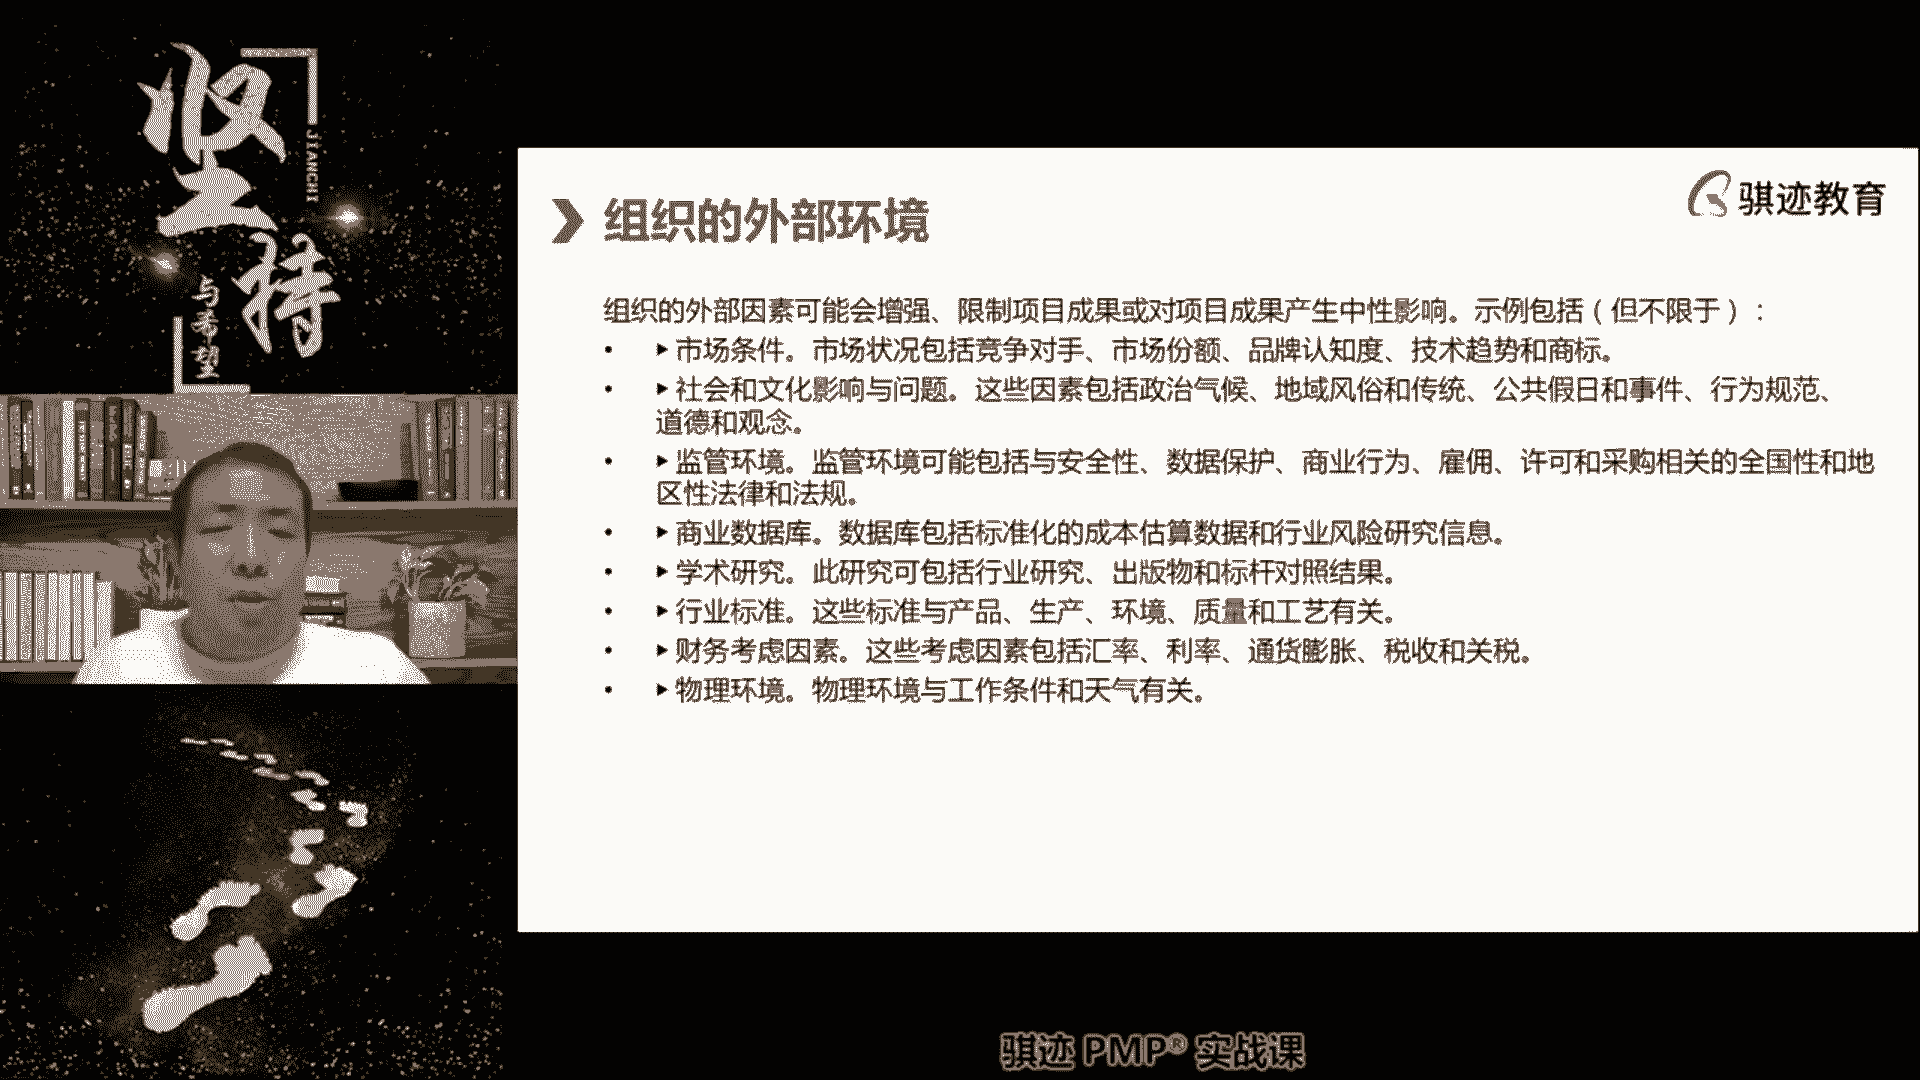 坚持
JIANCHI
与希望
骐迹教育
组织的外部环境
组织的外部因素可能会增强、限制项目成果或对项目成果产生中性影响。示例包括（但不限于）：
• ▶ 市场条件。市场状况包括竞争对手、市场份额、品牌认知度、技术趋势和商标。
• ▶ 社会和文化影响与问题。这些因素包括政治气候、地域风俗和传统、公共假日和事件、行为规范、
道德和观念。
• ▶ 监管环境。监管环境可能包括与安全性、数据保护、商业行为、雇佣、许可和采购相关的全国性和地
区性法律和法规。
• ▶ 商业数据库。数据库包括标准化的成本估算数据和行业风险研究信息。
• ▶ 学术研究。此研究可包括行业研究、出版物和标杆对照结果。
• ▶ 行业标准。这些标准与产品、生产、环境、质量和工艺有关。
• ▶ 财务考虑因素。这些考虑因素包括汇率、利率、通货膨胀、税收和关税。
• ▶ 物理环境。物理环境与工作条件和天气有关。
骐迹 PMP® 实战课